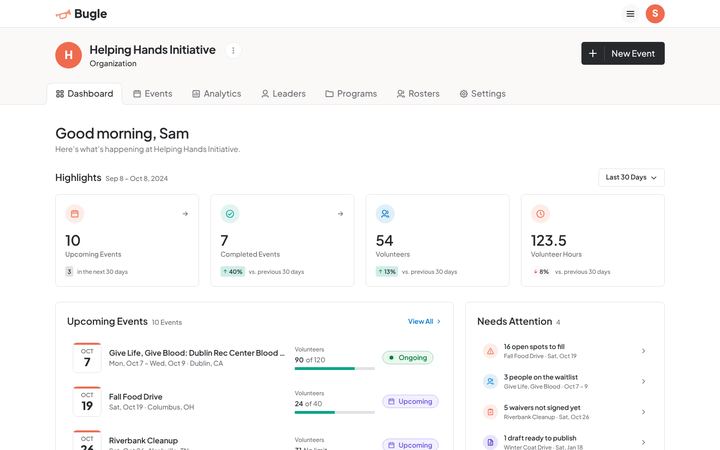 Bugle
S
H
Helping Hands Initiative
Organization
New Event
Dashboard
Events
Analytics
Leaders
Programs
Rosters
Settings
Good morning, Sam
Here's what's happening at Helping Hands Initiative.
Highlights Sep 8 - Oct 8, 2024
Last 30 Days
10
Upcoming Events
3 in the next 30 days
7
Completed Events
↑ 40% vs. previous 30 days
54
Volunteers
↑ 13% vs. previous 30 days
123.5
Volunteer Hours
↓ 8% vs. previous 30 days
Upcoming Events 10 Events
View All
OCT
7
Give Life, Give Blood: Dublin Rec Center Blood ...
Mon, Oct 7 - Wed, Oct 9 · Dublin, CA
Volunteers
90 of 120
Ongoing
OCT
19
Fall Food Drive
Sat, Oct 19 · Columbus, OH
Volunteers
24 of 40
Upcoming
OCT
26
Riverbank Cleanup
Volunteers
Upcoming
Needs Attention 4
16 open spots to fill
Fall Food Drive · Sat, Oct 19
3 people on the waitlist
Give Life, Give Blood · Oct 7 - 9
5 waivers not signed yet
Riverbank Cleanup · Sat, Oct 26
1 draft ready to publish
Winter Coat Drive · Sat, Jan 18